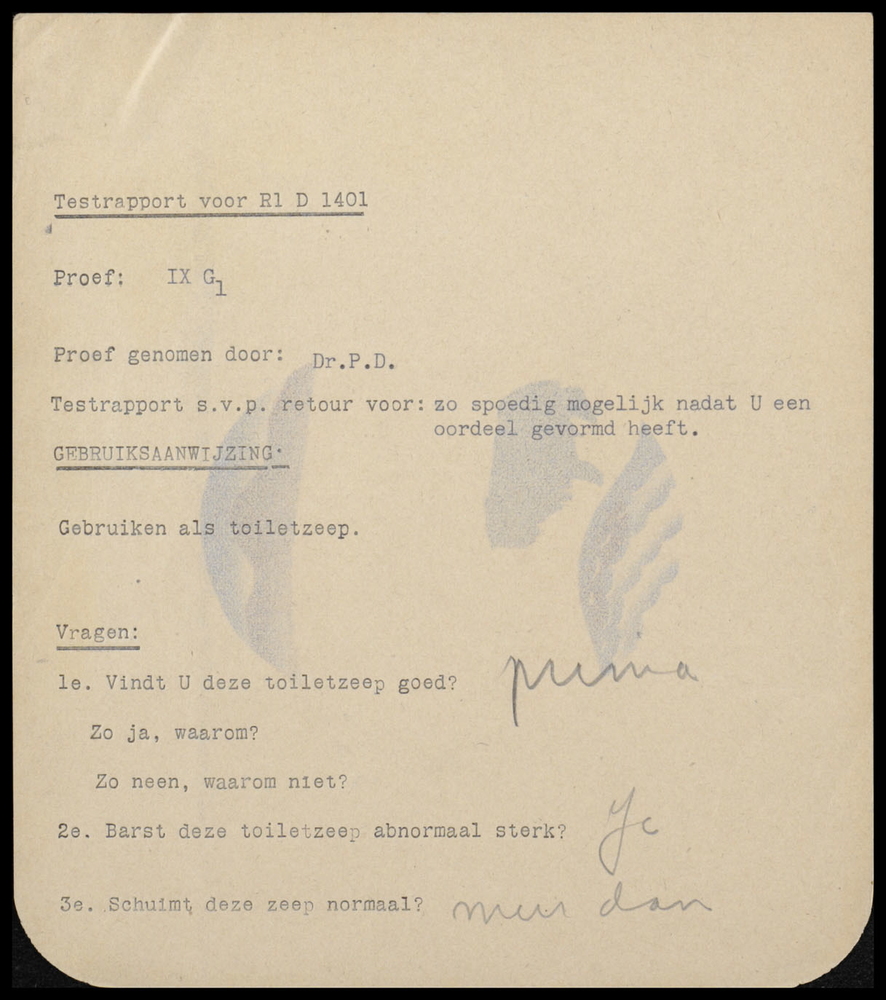 Testrapport voor Rl D 1401
Proef: IX G1
Proef genomen door: Dr.P.D.
Testrapport s.v.p. retour voor: zo spoedig mogelijk nadat U een
oordeel gevormd heeft.
GEBRUIKSAANWIJZING.
Gebruiken als toiletzeep.
Vragen:
1e. Vindt U deze toiletzeep goed? prima
Zo ja, waarom?
Zo neen, waarom niet?
2e. Barst deze toiletzeep abnormaal sterk?
3e. Schuimt deze zeep normaal? meer dan